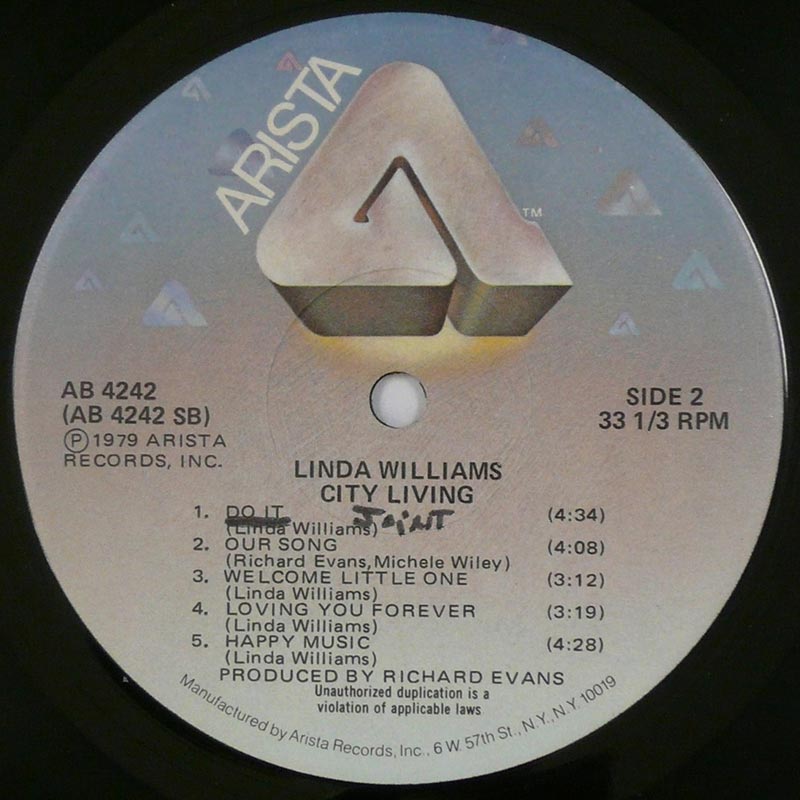 ARISTA
TM
AB 4242
(AB 4242 SB)
Ⓟ1979 ARISTA
RECORDS, INC.
SIDE 2
33 1/3 RPM
LINDA WILLIAMS
CITY LIVING
1. DO IT (4:34)
Joint
(Linda Williams)
2. OUR SONG (4:08)
(Richard Evans, Michele Wiley)
3. WELCOME LITTLE ONE (3:12)
(Linda Williams)
4. LOVING YOU FOREVER (3:19)
(Linda Williams)
5. HAPPY MUSIC (4:28)
(Linda Williams)
PRODUCED BY RICHARD EVANS
Unauthorized duplication is a
violation of applicable laws
Manufactured by Arista Records, Inc., 6 W. 57th St., N.Y., N.Y. 10019